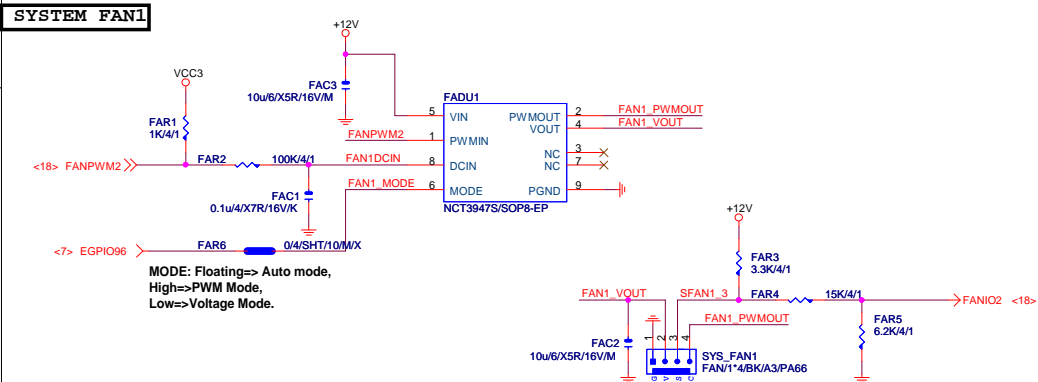 SYSTEM FAN1
+12V
VCC3
FAC3
10u/6/X5R/16V/M
FADU1
FAR1
1K/4/1
5 VIN PWMOUT 2 FAN1_PWMOUT
VOUT 4 FAN1_VOUT
FANPWM2 1 PWMIN
NC 3
<18> FANPWM2 FAR2 100K/4/1 FAN1DCIN 8 DCIN NC 7
FAN1_MODE 6 MODE PGND 9
FAC1
0.1u/4/X7R/16V/K
NCT3947S/SOP8-EP
+12V
<7> EGPIO96 FAR6 0/4/SHT/10/M/X
MODE: Floating=> Auto mode,
High=>PWM Mode,
Low=>Voltage Mode.
FAR3
3.3K/4/1
FAN1_VOUT SFAN1_3 FAR4 15K/4/1 FANIO2 <18>
FAN1_PWMOUT
FAR5
6.2K/4/1
FAC2
10u/6/X5R/16V/M
1 2 3 4
SYS_FAN1
FAN/1*4/BK/A3/PA66
G V S C